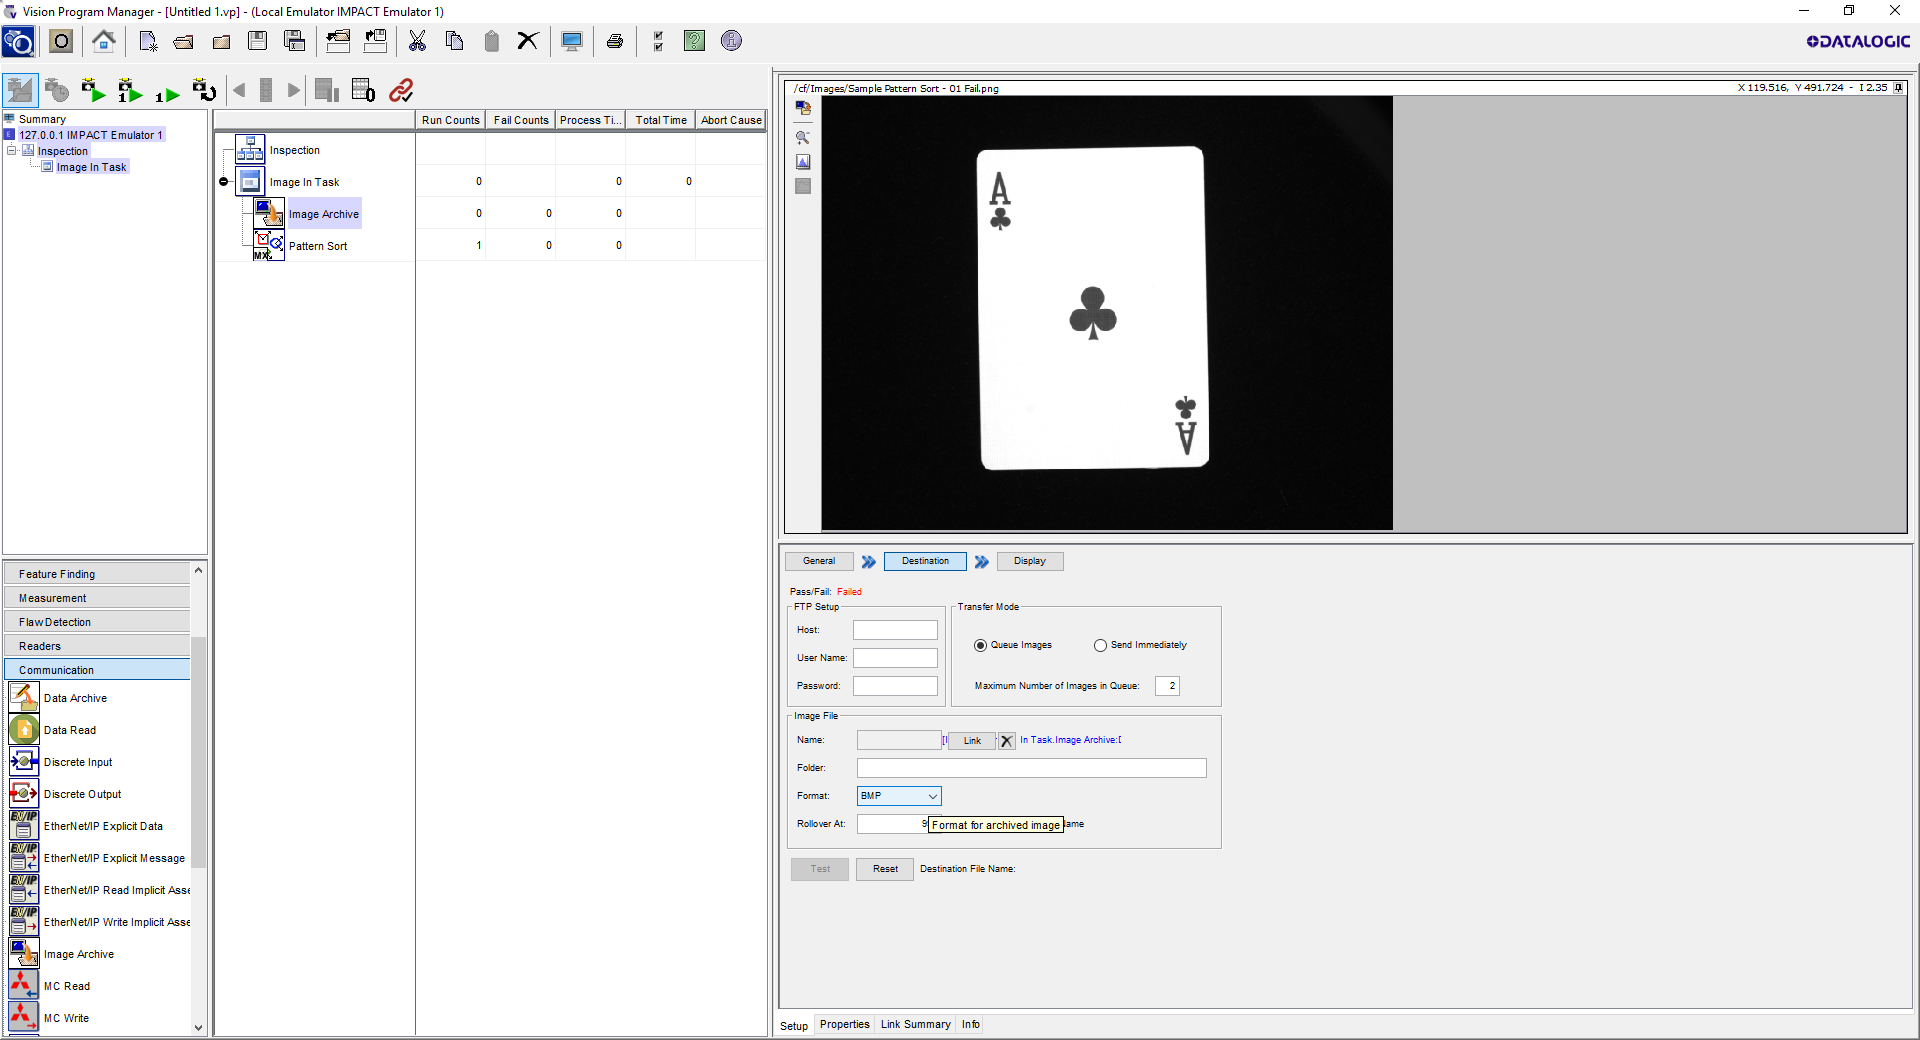 Vision Program Manager - [Untitled 1.vp] - (Local Emulator IMPACT Emulator 1)
DATALOGIC
Summary
127.0.0.1 IMPACT Emulator 1
Inspection
Image In Task
Run Counts Fail Counts Process Ti... Total Time Abort Cause
Inspection
Image In Task 0 0 0
Image Archive 0 0 0
Pattern Sort 1 0 0
/cf/Images/Sample Pattern Sort - 01 Fail.png X 119.516, Y 491.724 - I 2.35
A
A
Feature Finding
Measurement
Flaw Detection
Readers
Communication
Data Archive
Data Read
Discrete Input
Discrete Output
EtherNet/IP Explicit Data
EtherNet/IP Explicit Message
EtherNet/IP Read Implicit Asse
EtherNet/IP Write Implicit Asse
Image Archive
MC Read
MC Write
General Destination Display
Pass/Fail: Failed
FTP Setup
Host:
User Name:
Password:
Transfer Mode
Queue Images Send Immediately
Maximum Number of Images in Queue: 2
Image File
Name: Link In Task.Image Archive:[
Folder:
Format: BMP
Rollover At: 9 Format for archived image
Test Reset Destination File Name:
Setup Properties Link Summary Info